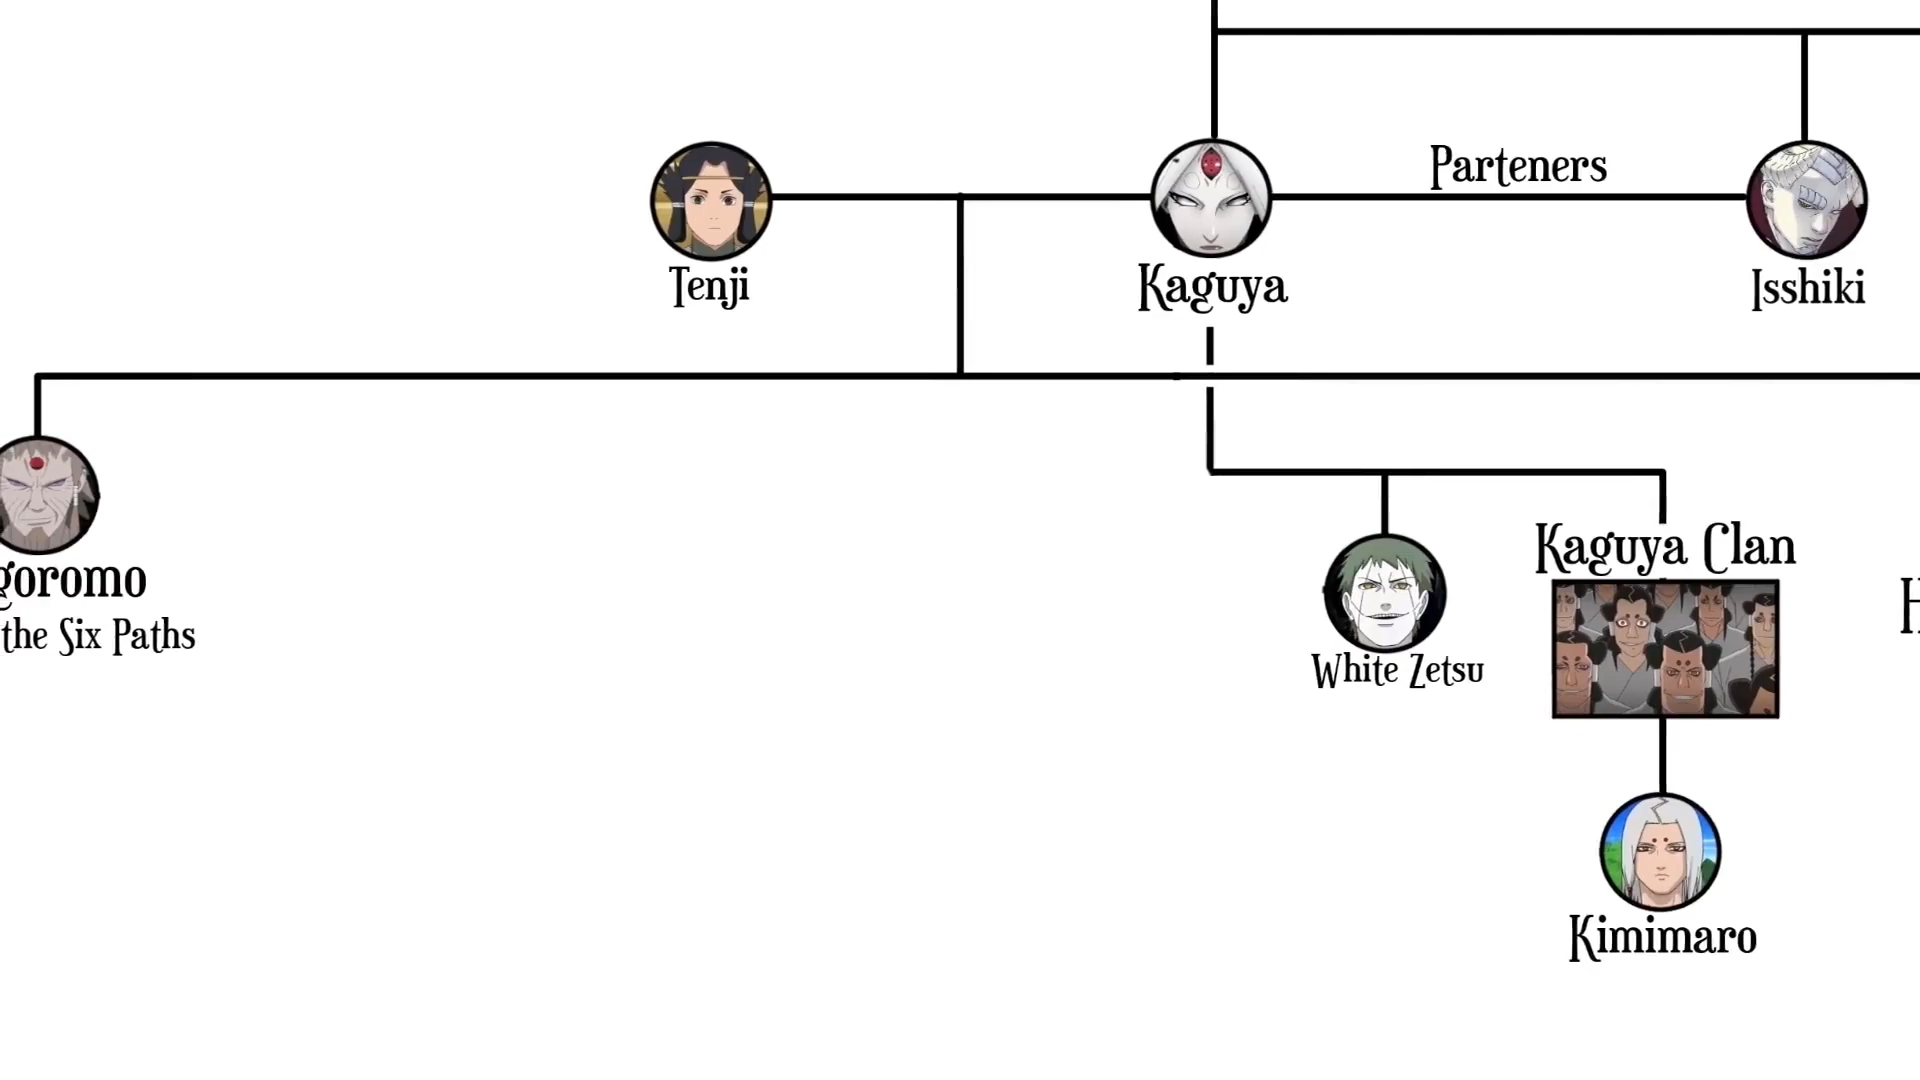 Parteners
Tenji
Kaguya
Isshiki
Kaguya Clan
goromo
the Six Paths
White Zetsu
Kimimaro